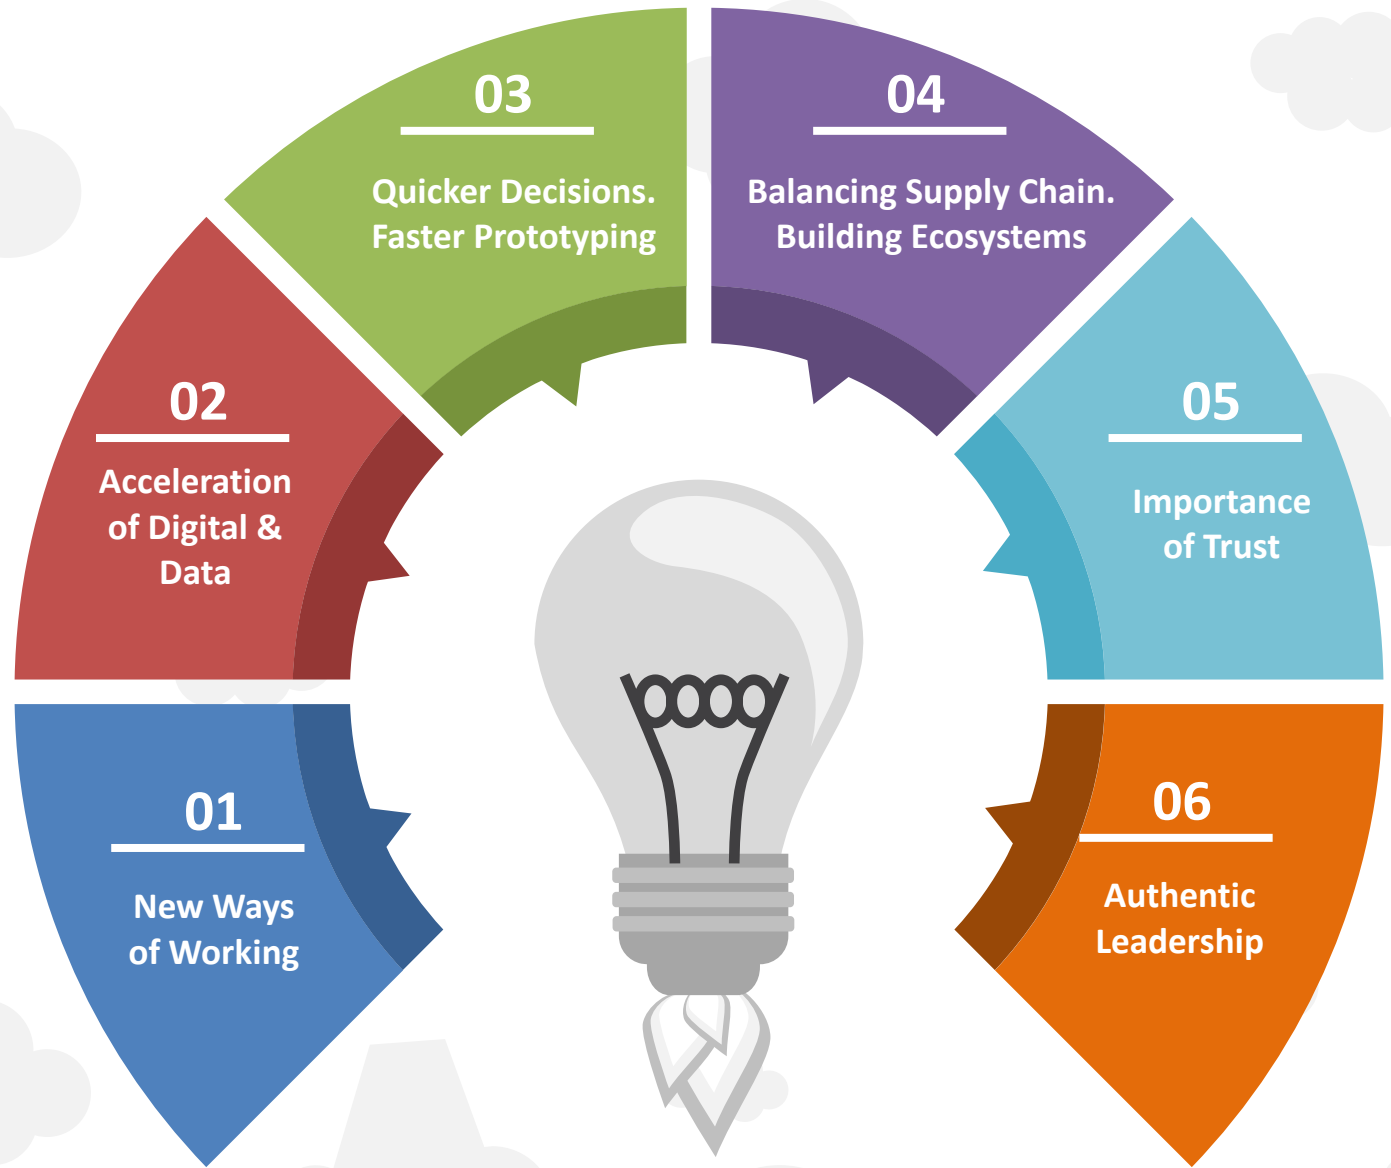 01
New Ways
of Working
02
Acceleration
of Digital &
Data
03
Quicker Decisions.
Faster Prototyping
04
Balancing Supply Chain.
Building Ecosystems
05
Importance
of Trust
06
Authentic
Leadership